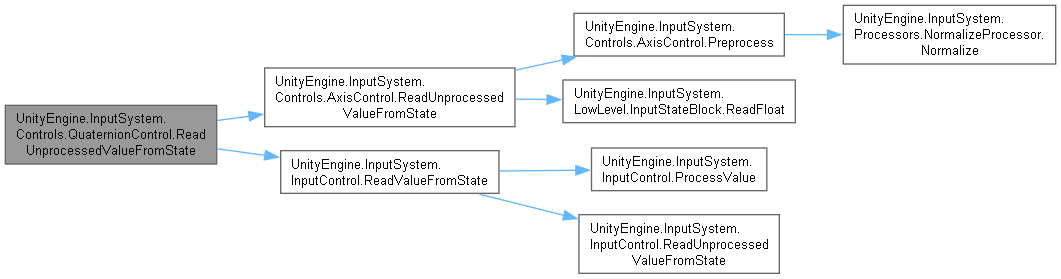 UnityEngine.InputSystem.
Controls.QuaternionControl.Read
UnprocessedValueFromState
UnityEngine.InputSystem.
Controls.AxisControl.ReadUnprocessed
ValueFromState
UnityEngine.InputSystem.
InputControl.ReadValueFromState
UnityEngine.InputSystem.
Controls.AxisControl.Preprocess
UnityEngine.InputSystem.
LowLevel.InputStateBlock.ReadFloat
UnityEngine.InputSystem.
InputControl.ProcessValue
UnityEngine.InputSystem.
InputControl.ReadUnprocessed
ValueFromState
UnityEngine.InputSystem.
Processors.NormalizeProcessor.
Normalize